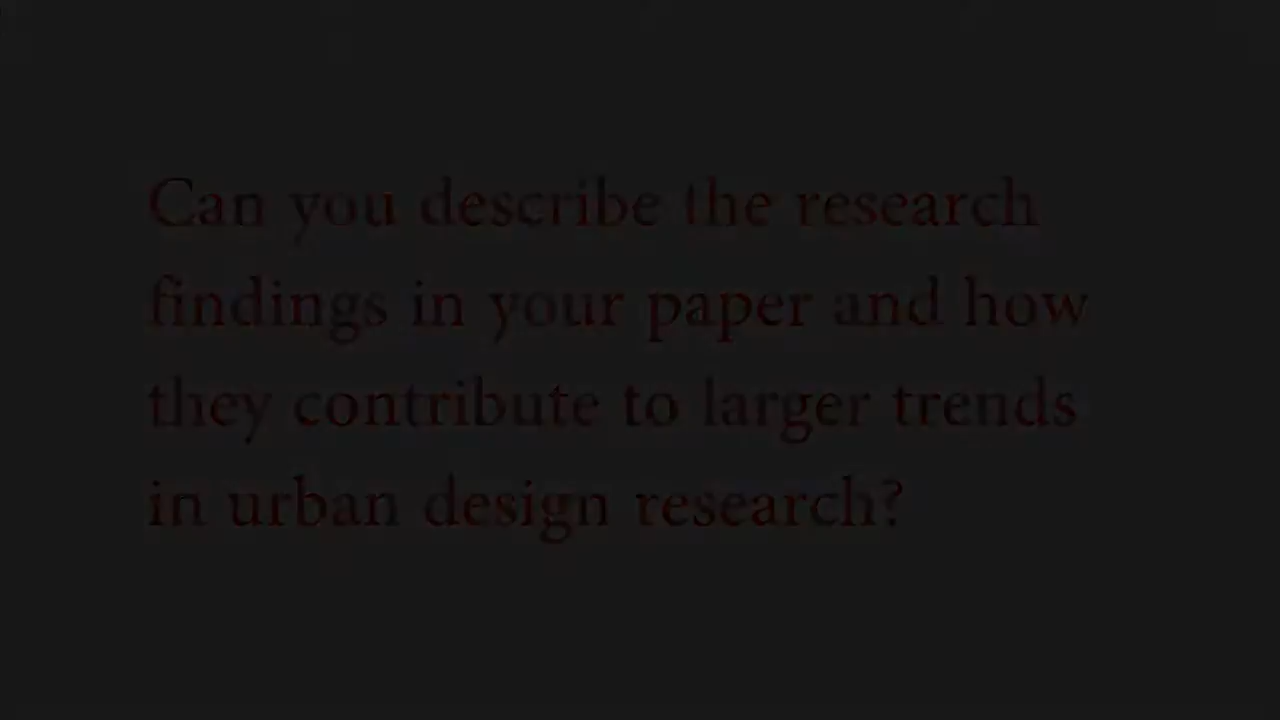 Can you describe the research
findings in your paper and how
they contribute to larger trends
in urban design research?